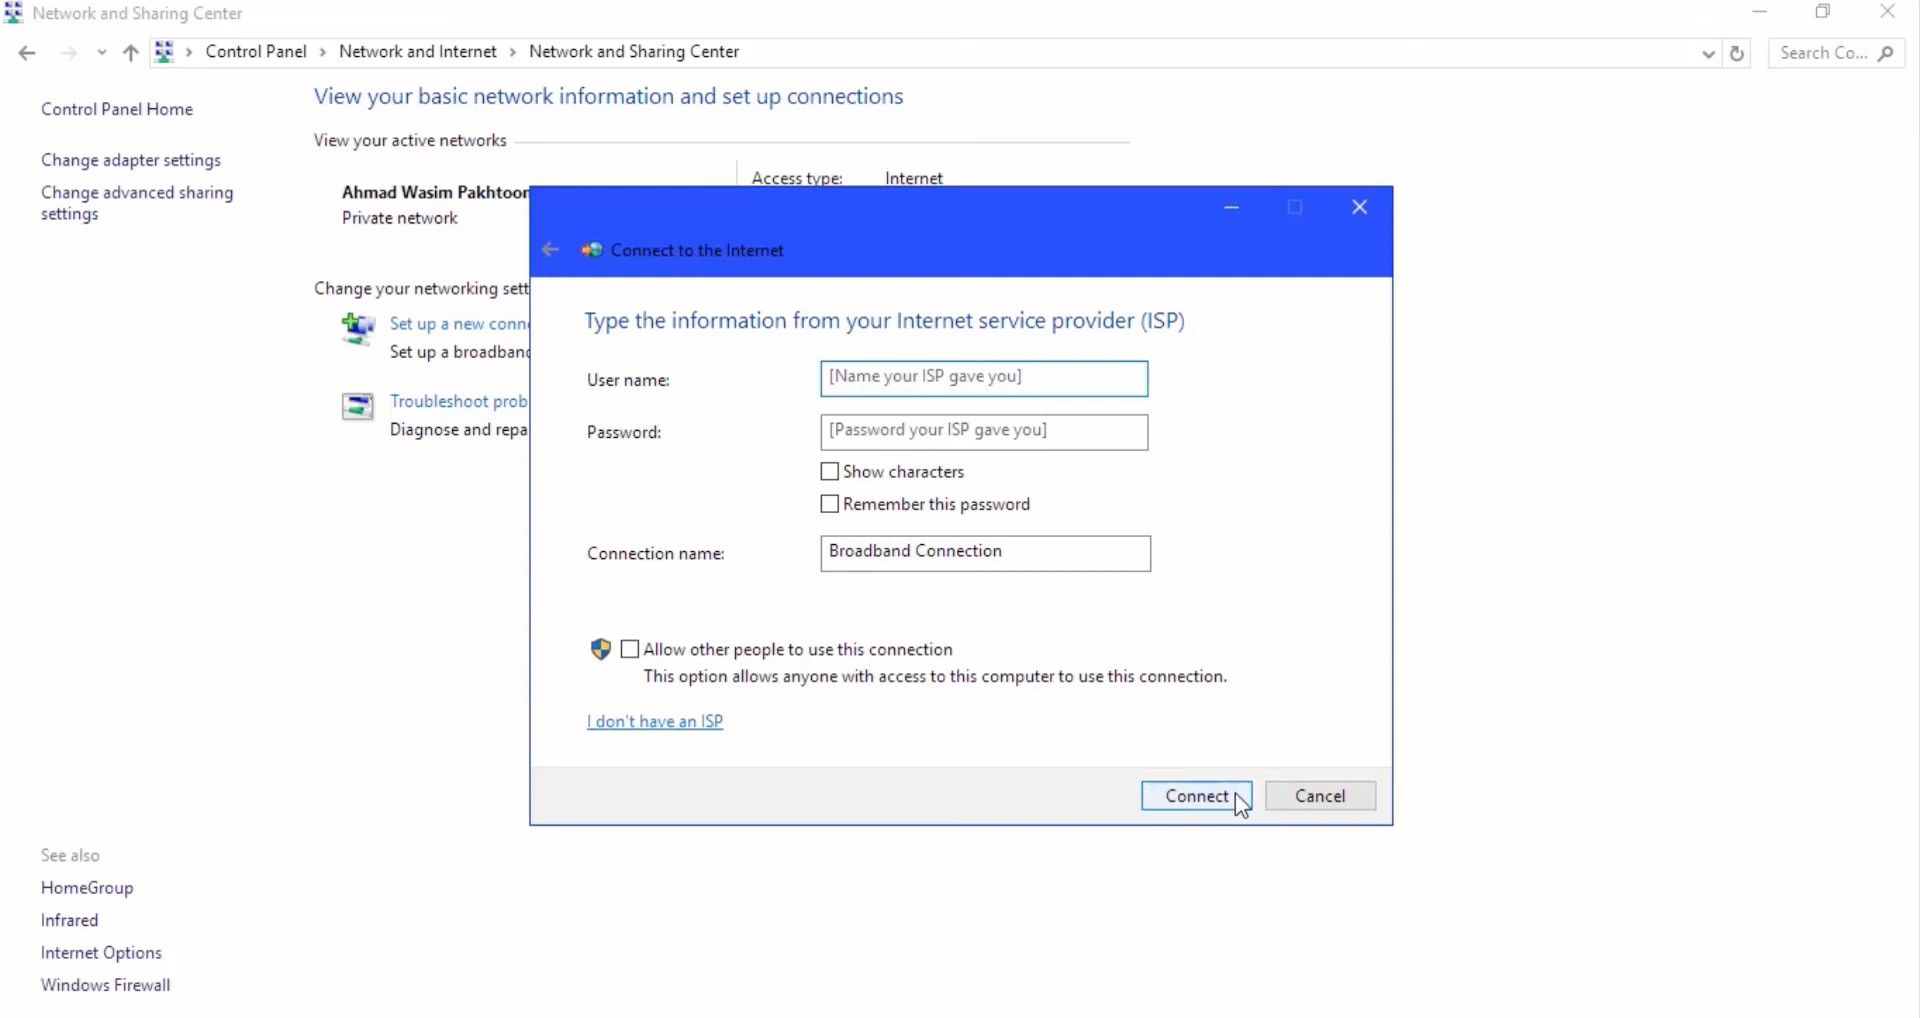 Network and Sharing Center
Control Panel > Network and Internet > Network and Sharing Center
Search Co...
Control Panel Home
Change adapter settings
Change advanced sharing
settings
View your basic network information and set up connections
View your active networks
Ahmad Wasim Pakhtoon
Private network
Access type: Internet
Change your networking sett
Set up a new conn
Set up a broadband
Troubleshoot prob
Diagnose and repa
Connect to the Internet
Type the information from your Internet service provider (ISP)
User name: [Name your ISP gave you]
Password: [Password your ISP gave you]
Show characters
Remember this password
Connection name: Broadband Connection
Allow other people to use this connection
This option allows anyone with access to this computer to use this connection.
I don't have an ISP
Connect
Cancel
See also
HomeGroup
Infrared
Internet Options
Windows Firewall